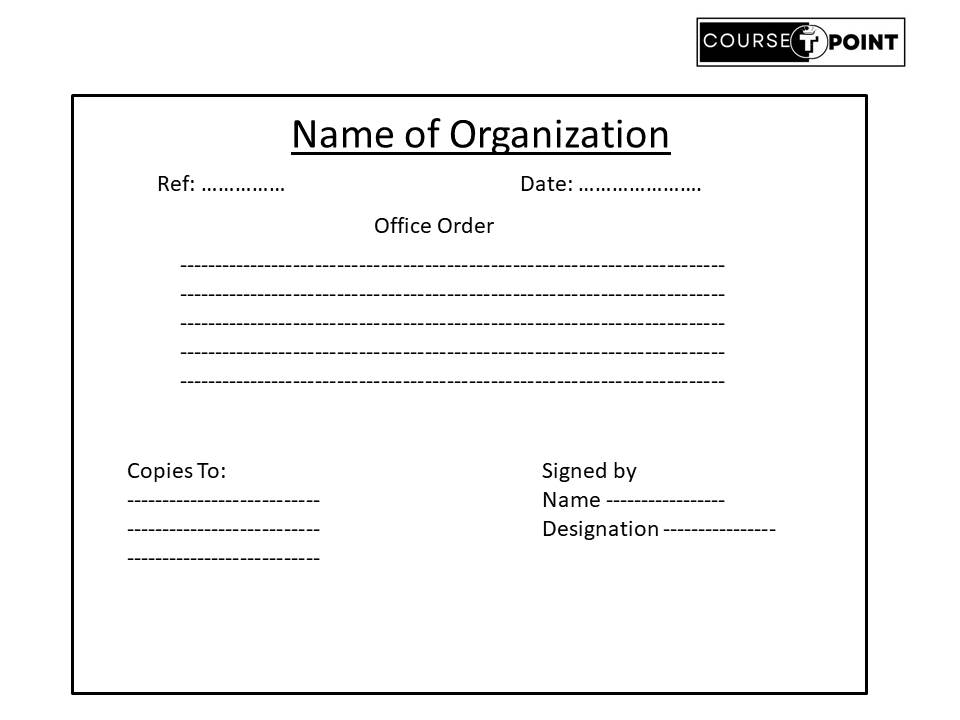 COURSE POINT
Name of Organization
Ref: …………… Date: ………………….
Office Order
------------------------------------------------------------------------------
------------------------------------------------------------------------------
------------------------------------------------------------------------------
------------------------------------------------------------------------------
------------------------------------------------------------------------------
Copies To:
---------------------------
---------------------------
---------------------------
Signed by
Name -----------------
Designation ----------------